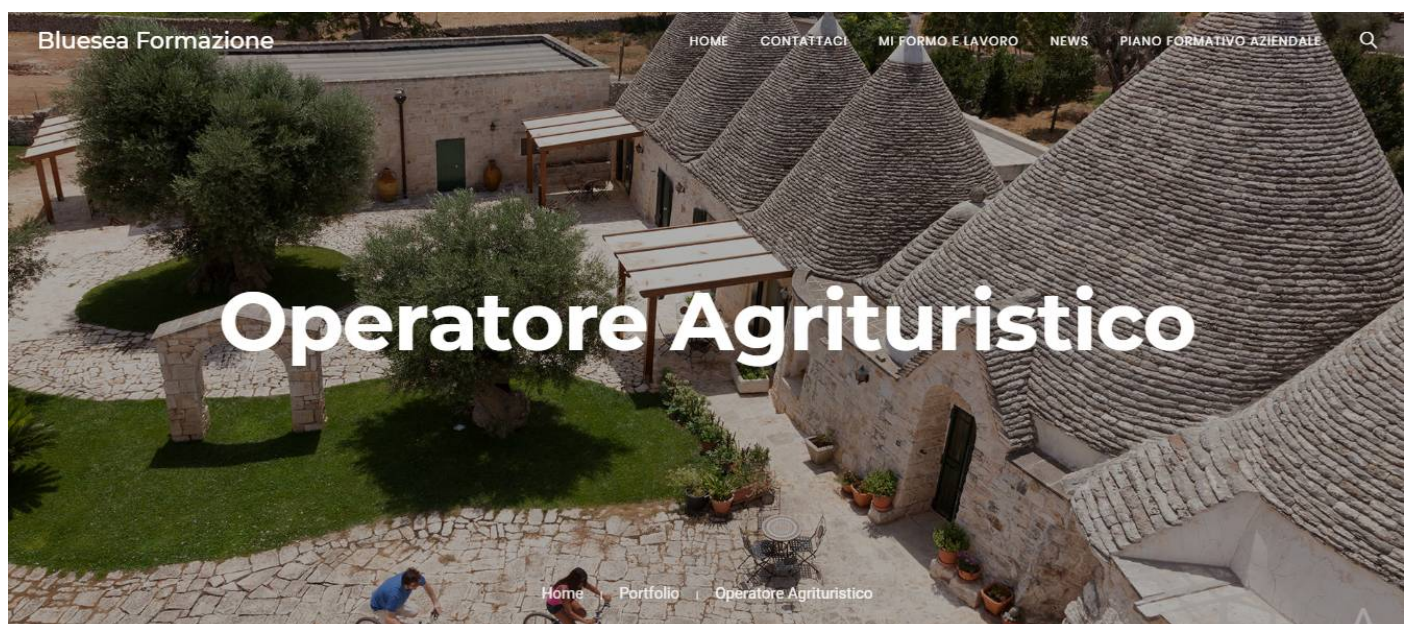 Bluesea Formazione
HOME CONTATTACI MI FORMO E LAVORO NEWS PIANO FORMATIVO AZIENDALE
Operatore Agrituristico
Home Portfolio Operatore Agrituristico